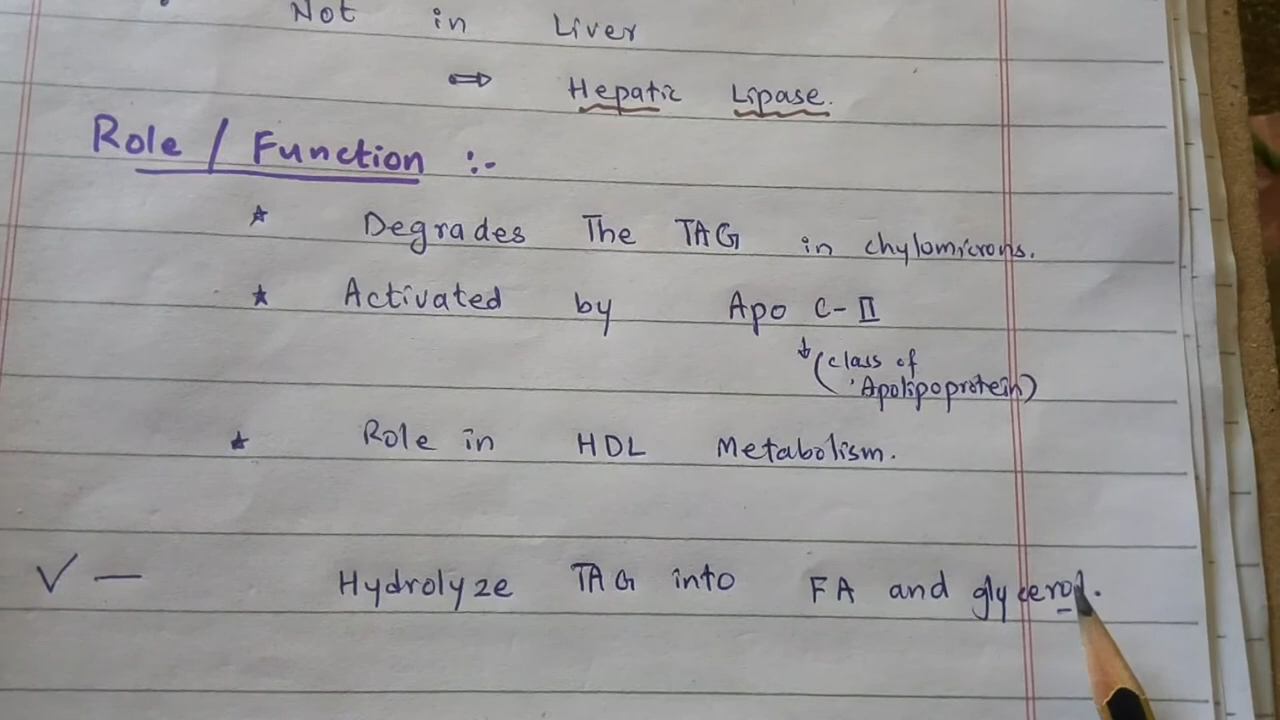 Not in Liver
⇒ Hepatic Lipase.
Role / Function :-
★ Degrades The TAG in chylomicrons.
★ Activated by Apo C-II
↓ (class of
Apolipoprotein)
★ Role in HDL Metabolism.
✓ — Hydrolyze TAG into FA and glycerol.